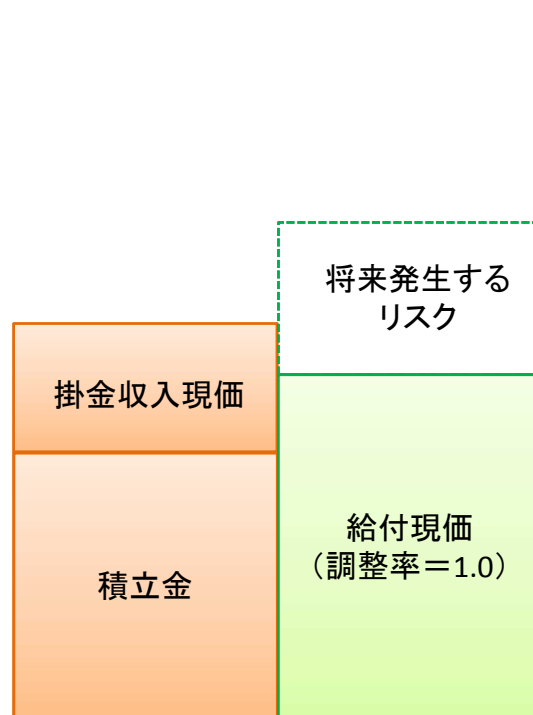 将来発生する
リスク
掛金収入現価
給付現価
（調整率＝1.0）
積立金